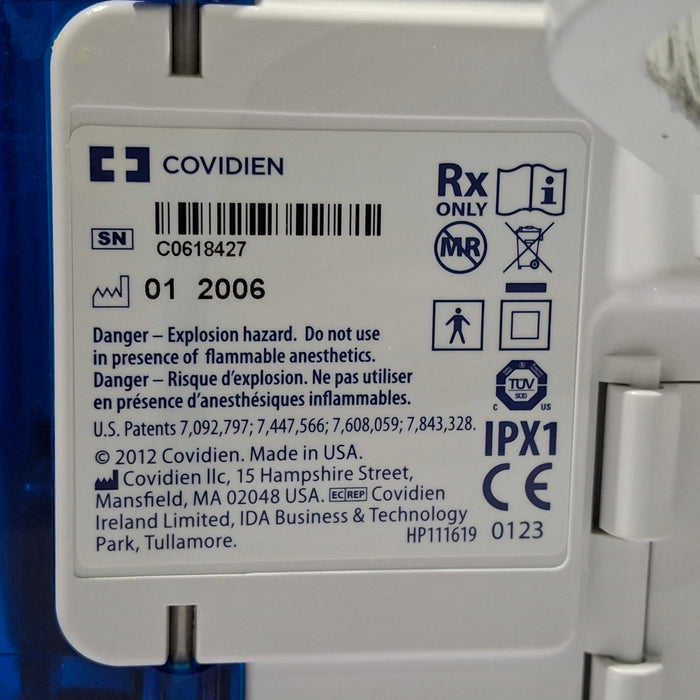 COVIDIEN
Rx
ONLY
SN
C0618427
MR
01 2006
Danger – Explosion hazard. Do not use
in presence of flammable anesthetics.
Danger – Risque d'explosion. Ne pas utiliser
en présence d'anesthésiques inflammables.
U.S. Patents 7,092,797; 7,447,566; 7,608,059; 7,843,328.
© 2012 Covidien. Made in USA.
Covidien llc, 15 Hampshire Street,
Mansfield, MA 02048 USA. EC REP Covidien
Ireland Limited, IDA Business & Technology
Park, Tullamore.
HP111619
TÜV
SÜD
C US
IPX1
CE
0123